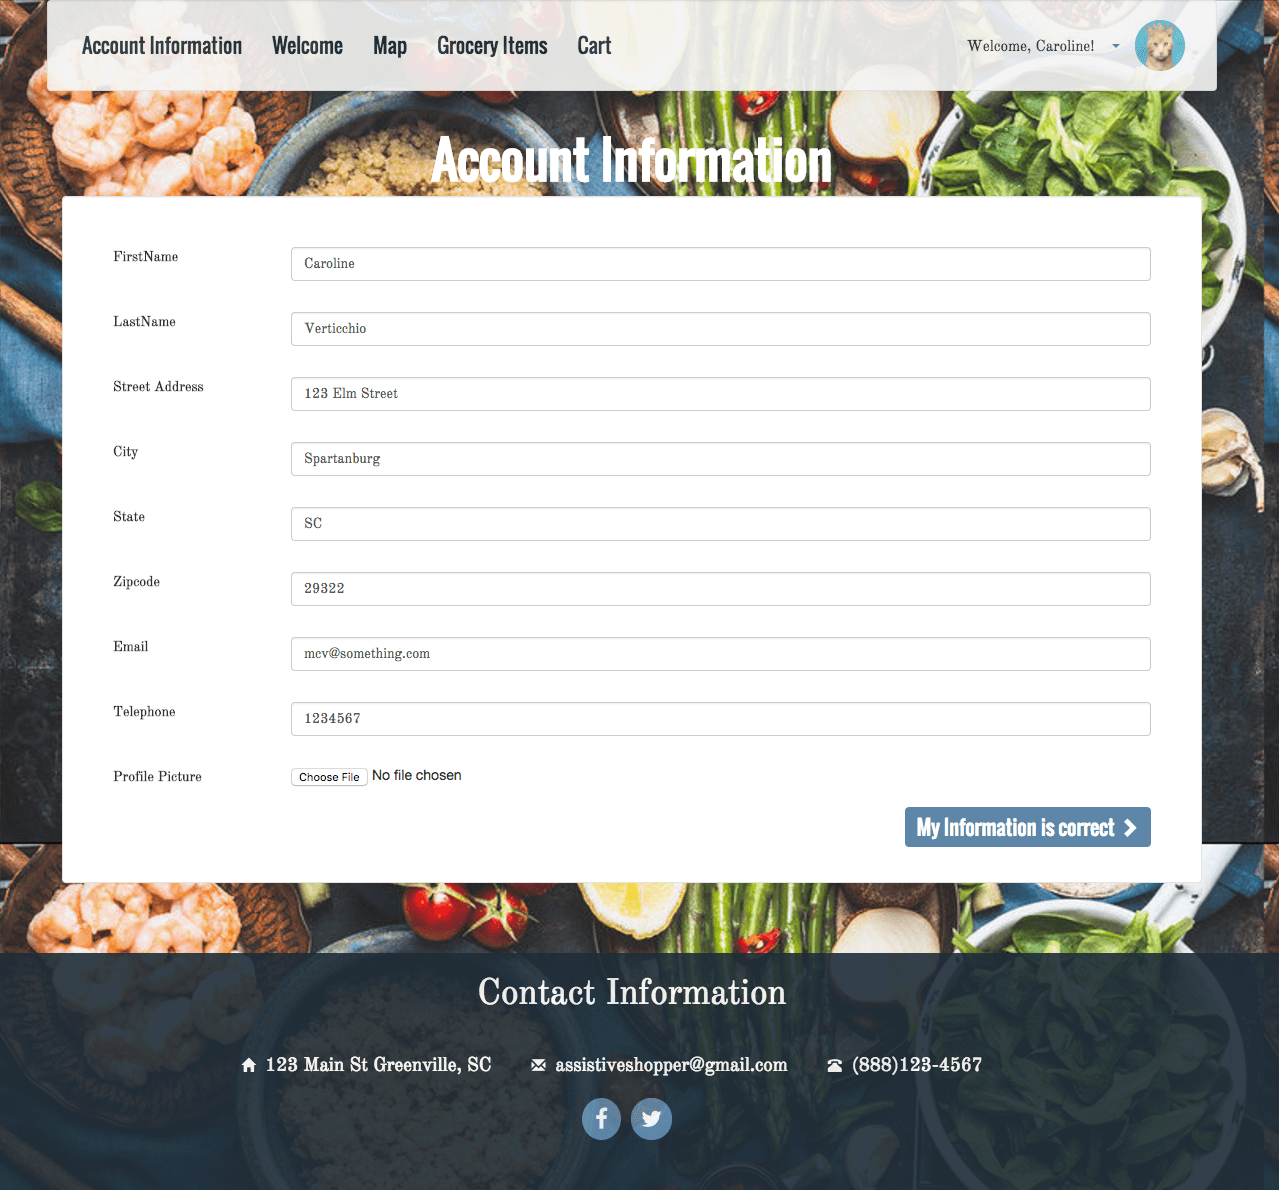 Account Information Welcome Map Grocery Items Cart Welcome, Caroline!
Account Information
FirstName Caroline
LastName Verticchio
Street Address 123 Elm Street
City Spartanburg
State SC
Zipcode 29322
Email mcv@something.com
Telephone 1234567
Profile Picture Choose File No file chosen
My Information is correct
Contact Information
123 Main St Greenville, SC assistiveshopper@gmail.com (888)123-4567